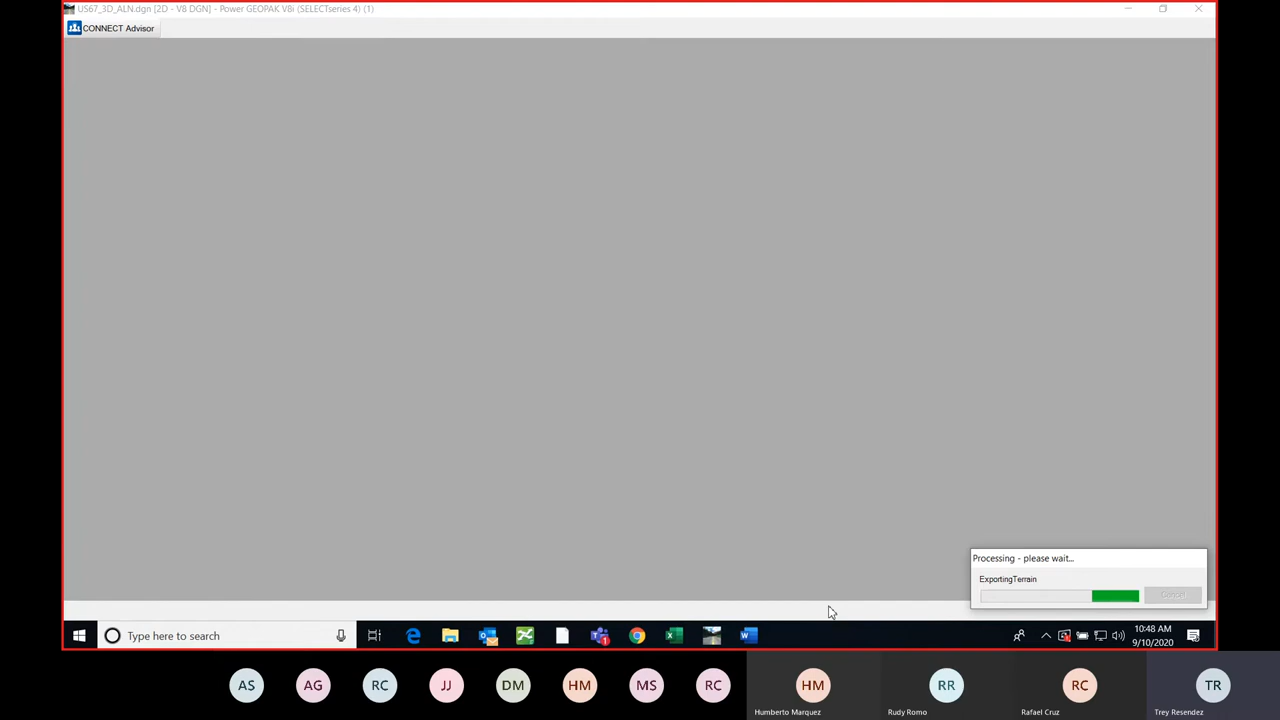 US67_3D_ALN.dgn [2D - V8 DGN] - Power GEOPAK V8i (SELECTseries 4) (1)
CONNECT Advisor
Processing - please wait...
ExportingTerrain
Cancel
Type here to search
10:48 AM
9/10/2020
AS AG RC JJ DM HM MS RC HM RR RC TR
Humberto Marquez Rudy Romo Rafael Cruz Trey Resendez